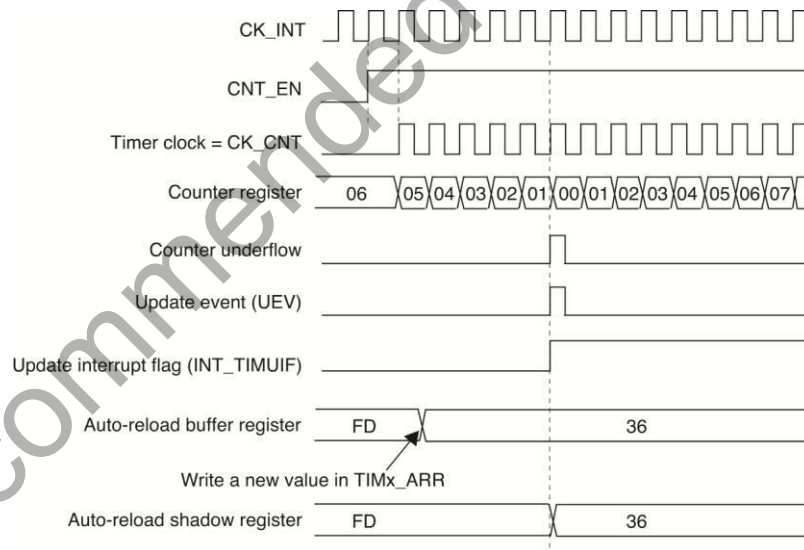 CK_INT
CNT_EN
Timer clock = CK_CNT
Counter register 06 05 04 03 02 01 00 01 02 03 04 05 06 07
Counter underflow
Update event (UEV)
Update interrupt flag (INT_TIMUIF)
Auto-reload buffer register FD 36
Write a new value in TIMx_ARR
Auto-reload shadow register FD 36
commended